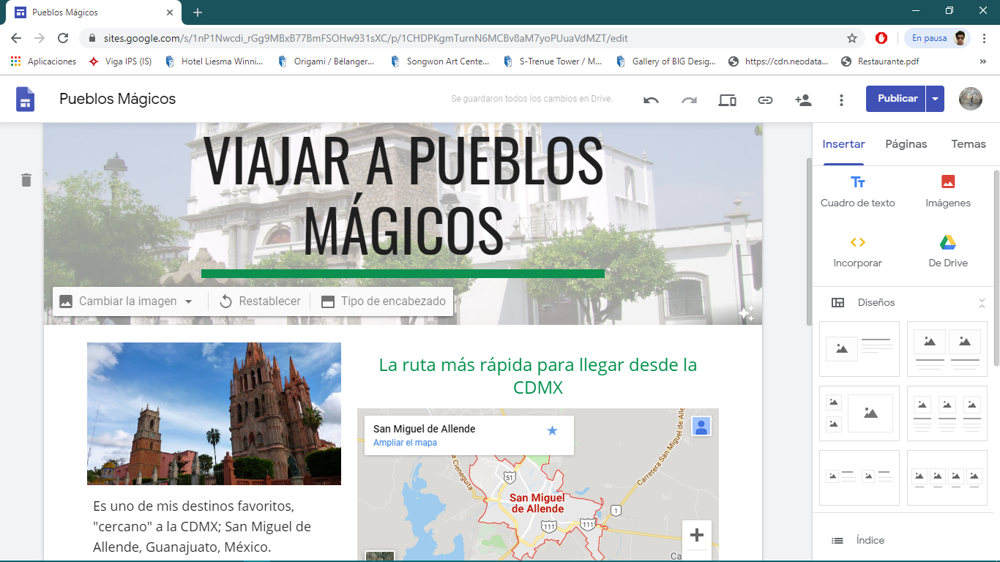 Pueblos Mágicos
sites.google.com/s/1nP1Nwcdi_rGg9MBxB77BmFSOHw931sXC/p/1CHDPKgmTurnN6MCBv8aM7yoPUuaVdMZT/edit
En pausa
Aplicaciones
Viga IPS (IS)
Hotel Liesma Winni...
Origami / Bélanger...
Songwon Art Cente...
S-Trenue Tower / M...
Gallery of BIG Desig...
https://cdn.neodata...
Restaurante.pdf
Pueblos Mágicos
Se guardaron todos los cambios en Drive.
Publicar
VIAJAR A PUEBLOS
MÁGICOS
Cambiar la imagen
Restablecer
Tipo de encabezado
La ruta más rápida para llegar desde la
CDMX
San Miguel de Allende
Ampliar el mapa
Es uno de mis destinos favoritos,
"cercano" a la CDMX; San Miguel de
Allende, Guanajuato, México.
a Cieneguita
Carretera San Miguel de Alle
51
San Miguel
de Allende
1
111
111
Ca
Insertar
Páginas
Temas
Cuadro de texto
Imágenes
Incorporar
De Drive
Diseños
Índice